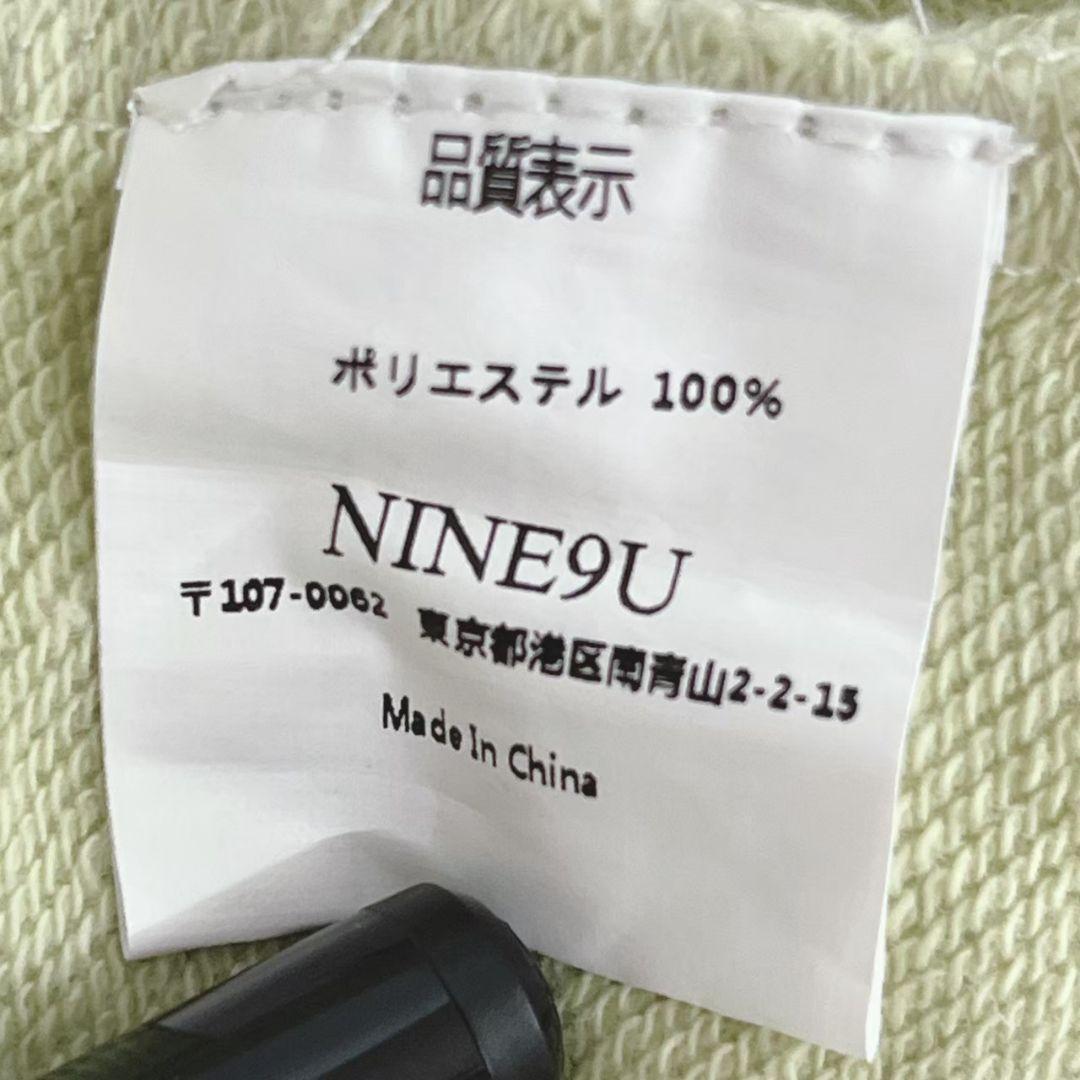 品質表示
ポリエステル 100%
NINE9U
〒107-0062 東京都港区南青山2-2-15
Made In China